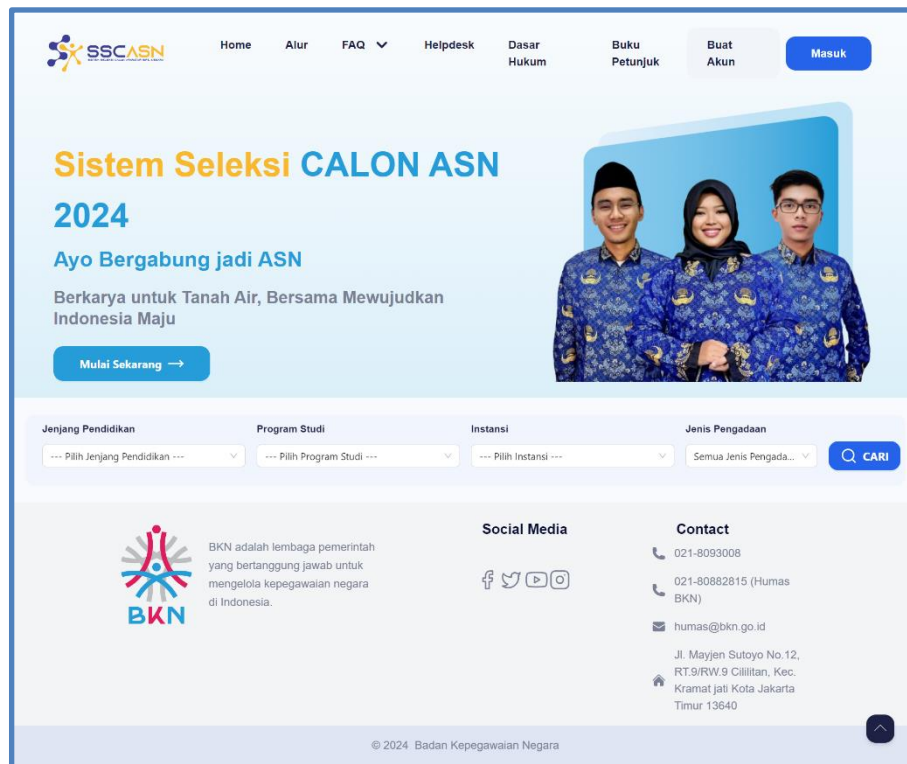 SSCASN
Home
Alur
FAQ
Helpdesk
Dasar
Hukum
Buku
Petunjuk
Buat
Akun
Masuk
Sistem Seleksi CALON ASN
2024
Ayo Bergabung jadi ASN
Berkarya untuk Tanah Air, Bersama Mewujudkan
Indonesia Maju
Mulai Sekarang →
Jenjang Pendidikan
--- Pilih Jenjang Pendidikan ---
Program Studi
--- Pilih Program Studi ---
Instansi
--- Pilih Instansi ---
Jenis Pengadaan
Semua Jenis Pengada...
CARI
BKN
BKN adalah lembaga pemerintah
yang bertanggung jawab untuk
mengelola kepegawaian negara
di Indonesia.
Social Media
Contact
021-8093008
021-80882815 (Humas
BKN)
humas@bkn.go.id
Jl. Mayjen Sutoyo No.12,
RT.9/RW.9 Cililitan, Kec.
Kramat jati Kota Jakarta
Timur 13640
© 2024 Badan Kepegawaian Negara